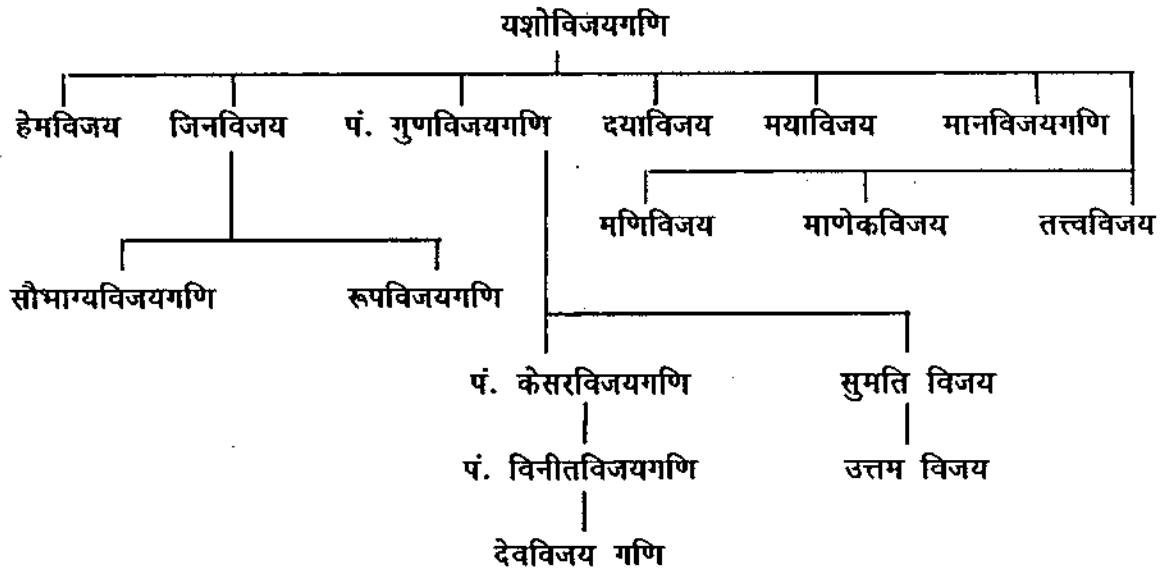 यशोविजयगणि
हेमविजय जिनविजय पं. गुणविजयगणि दयाविजय मयाविजय मानविजयगणि
मणिविजय माणेकविजय तत्त्वविजय
सौभाग्यविजयगणि रूपविजयगणि
पं. केसरविजयगणि सुमति विजय
पं. विनीतविजयगणि उत्तम विजय
देवविजय गणि